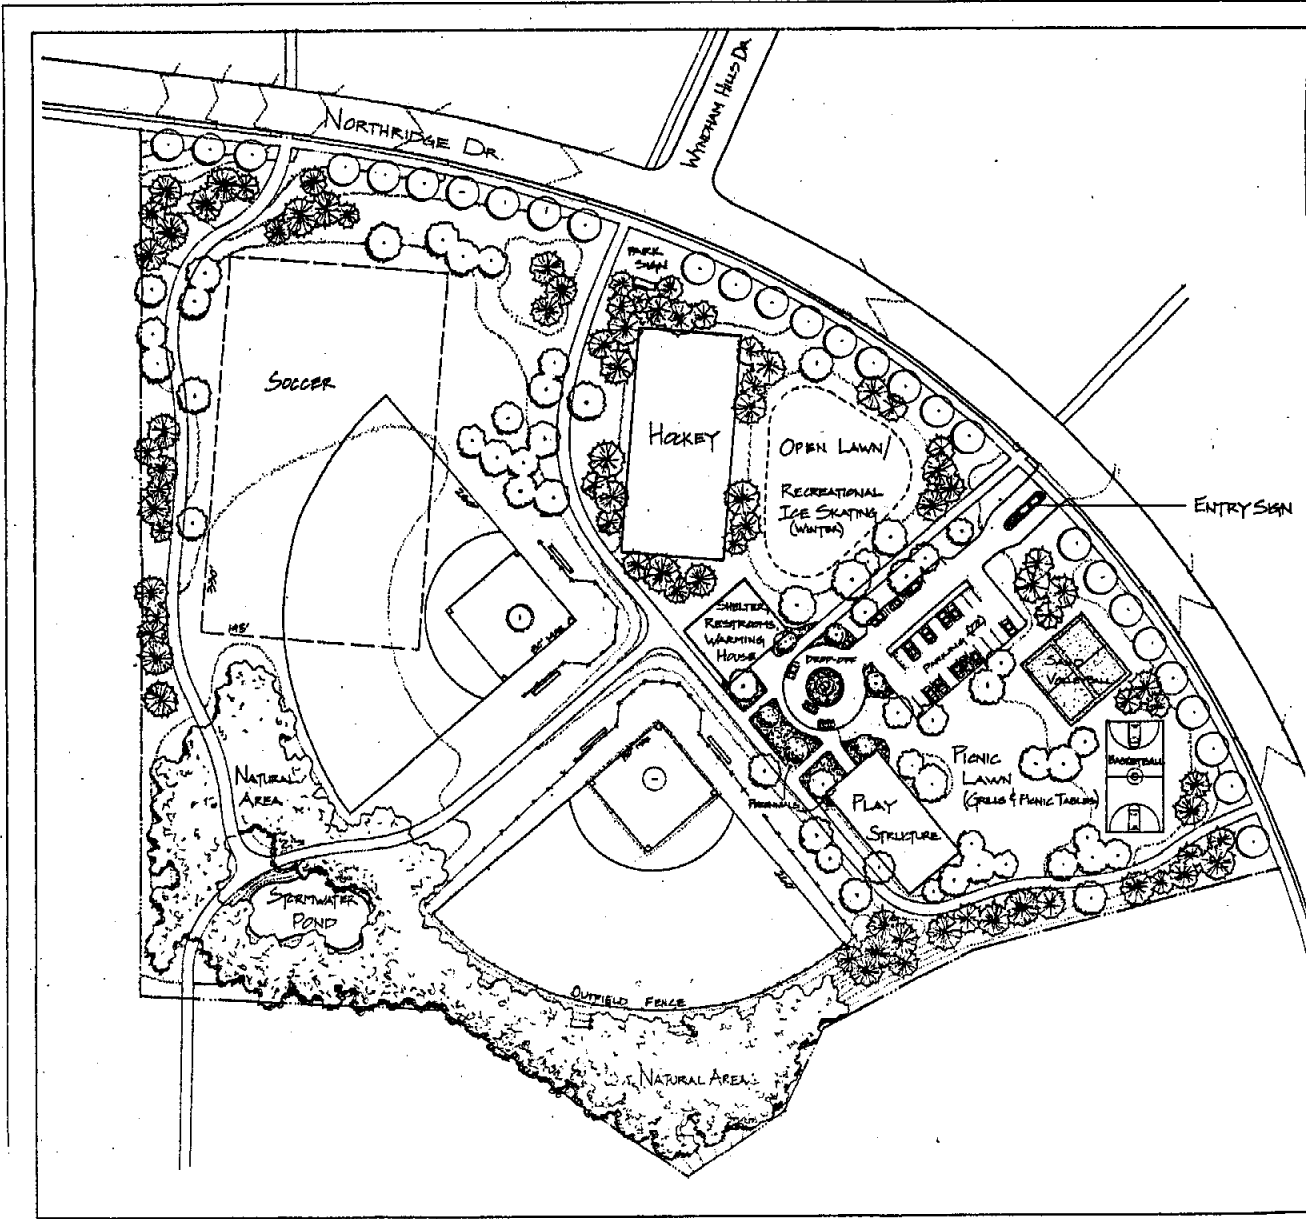 NORTHRIDGE DR.
WYNDHAM HILLS DR
PARK
SIGN
SOCCER
HOCKEY
OPEN LAWN/
RECREATIONAL
ICE SKATING
(WINTER)
ENTRY SIGN
SHELTER,
RESTROOMS
WARMING
HOUSE
DROP-OFF
PARKING
SAND
VOLLEYBALL
BASKETBALL
PICNIC
LAWN
(GRILLS & PICNIC TABLES)
PLAY
STRUCTURE
PERENNIALS
NATURAL
AREA
STORMWATER
POND
OUTFIELD FENCE
NATURAL AREA